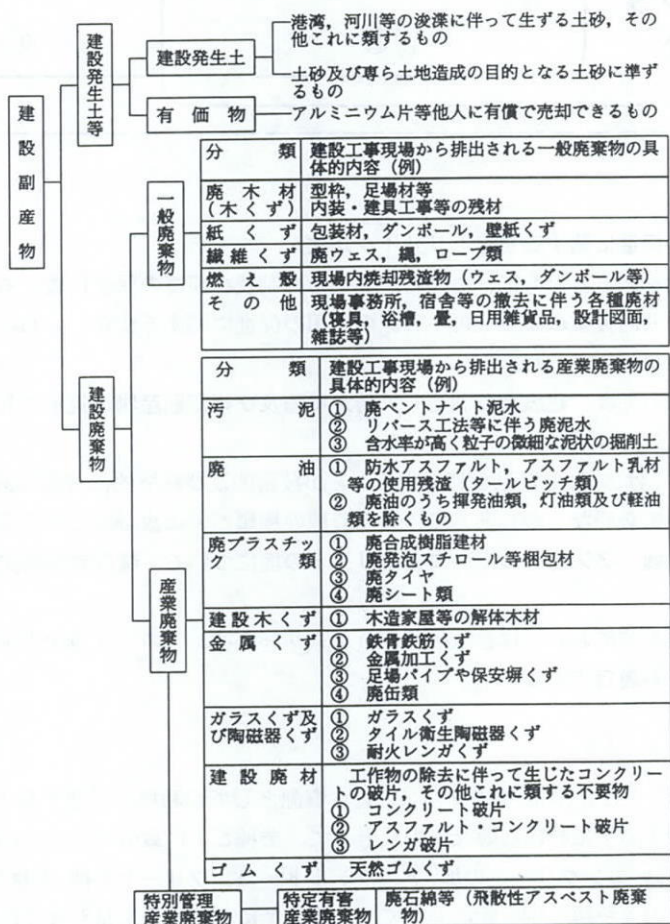 建設副産物
建設発生土等
建設発生土
港湾，河川等の浚渫に伴って生ずる土砂，その
他これに類するもの
土砂及び専ら土地造成の目的となる土砂に準ず
るもの
有価物
アルミニウム片等他人に有償で売却できるもの
建設廃棄物
一般廃棄物
分類 建設工事現場から排出される一般廃棄物の具
体的内容（例）
廃木材 型枠，足場材等
（木くず） 内装・建具工事等の残材
紙くず 包装材，ダンボール，壁紙くず
繊維くず 廃ウェス，縄，ロープ類
燃え殻 現場内焼却残渣物（ウェス，ダンボール等）
その他 現場事務所，宿舎等の撤去に伴う各種廃材
（寝具，浴槽，畳，日用雑貨品，設計図面，
雑誌等）
産業廃棄物
分類 建設工事現場から排出される産業廃棄物の
具体的内容（例）
汚泥 ① 廃ベントナイト泥水
② リバース工法等に伴う廃泥水
③ 含水率が高く粒子の微細な泥状の掘削土
廃油 ① 防水アスファルト，アスファルト乳材
等の使用残渣（タールピッチ類）
② 廃油のうち揮発油類，灯油類及び軽油
類を除くもの
廃プラスチッ ① 廃合成樹脂建材
ク類 ② 廃発泡スチロール等梱包材
③ 廃タイヤ
④ 廃シート類
建設木くず ① 木造家屋等の解体木材
金属くず ① 鉄骨鉄筋くず
② 金属加工くず
③ 足場パイプや保安塀くず
④ 廃缶類
ガラスくず及 ① ガラスくず
び陶磁器くず ② タイル衛生陶磁器くず
③ 耐火レンガくず
建設廃材 工作物の除去に伴って生じたコンクリー
トの破片，その他これに類する不要物
① コンクリート破片
② アスファルト・コンクリート破片
③ レンガ破片
ゴムくず 天然ゴムくず
特別管理 特定有害 廃石綿等（飛散性アスベスト廃棄
産業廃棄物 産業廃棄物 物）